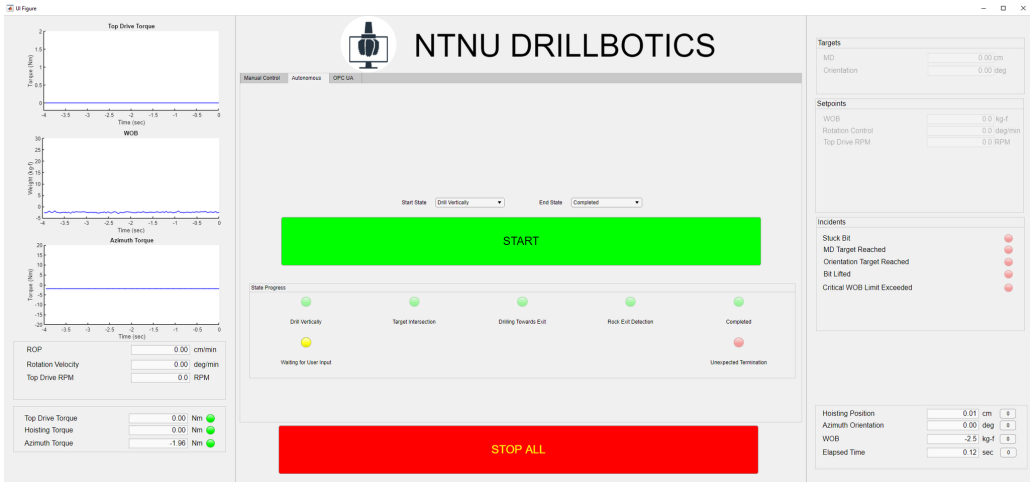 UI Figure
Top Drive Torque
2
1.5
1
0.5
0
Torque (Nm)
-4 -3.5 -3 -2.5 -2 -1.5 -1 -0.5 0
Time (sec)
WOB
30
25
20
15
10
5
0
-5
Weight (kg-f)
-4 -3.5 -3 -2.5 -2 -1.5 -1 -0.5 0
Time (sec)
Azimuth Torque
20
15
10
5
0
-5
-10
-15
-20
Torque (Nm)
-4 -3.5 -3 -2.5 -2 -1.5 -1 -0.5 0
Time (sec)
ROP 0.00 cm/min
Rotation Velocity 0.00 deg/min
Top Drive RPM 0.0 RPM
Top Drive Torque 0.00 Nm
Hoisting Torque 0.00 Nm
Azimuth Torque -1.96 Nm
NTNU DRILLBOTICS
Manual Control Autonomous OPC UA
Start State Drill Vertically End State Completed
START
State Progress
Drill Vertically Target Intersection Drilling Towards Exit Rock Exit Detection Completed
Waiting for User Input Unexpected Termination
STOP ALL
Targets
MD 0.00 cm
Orientation 0.00 deg
Setpoints
WOB 0.0 kg-f
Rotation Control 0.0 deg/min
Top Drive RPM 0.0 RPM
Incidents
Stuck Bit
MD Target Reached
Orientation Target Reached
Bit Lifted
Critical WOB Limit Exceeded
Hoisting Position 0.01 cm 0
Azimuth Orientation 0.00 deg 0
WOB -2.5 kg-f 0
Elapsed Time 0.12 sec 0